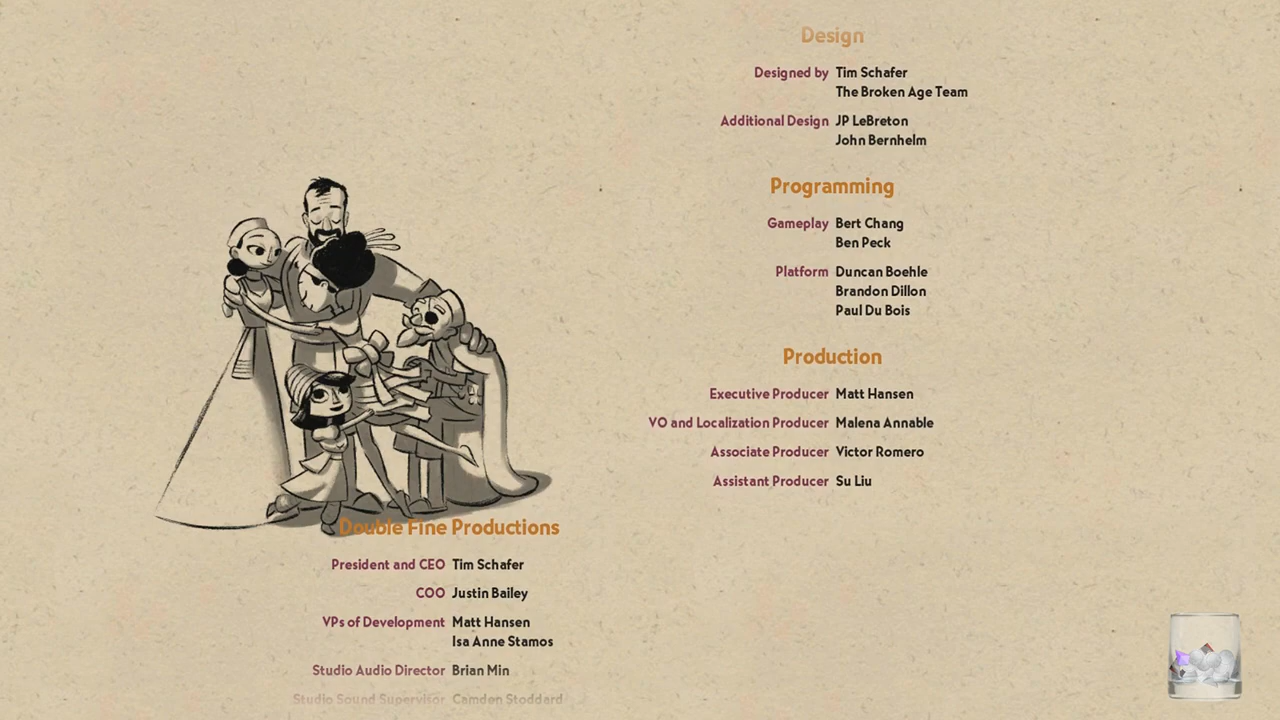 Design
Designed by Tim Schafer
The Broken Age Team
Additional Design JP LeBreton
John Bernhelm
Programming
Gameplay Bert Chang
Ben Peck
Platform Duncan Boehle
Brandon Dillon
Paul Du Bois
Production
Executive Producer Matt Hansen
VO and Localization Producer Malena Annable
Associate Producer Victor Romero
Assistant Producer Su Liu
Double Fine Productions
President and CEO Tim Schafer
COO Justin Bailey
VPs of Development Matt Hansen
Isa Anne Stamos
Studio Audio Director Brian Min
Studio Sound Supervisor Camden Stoddard